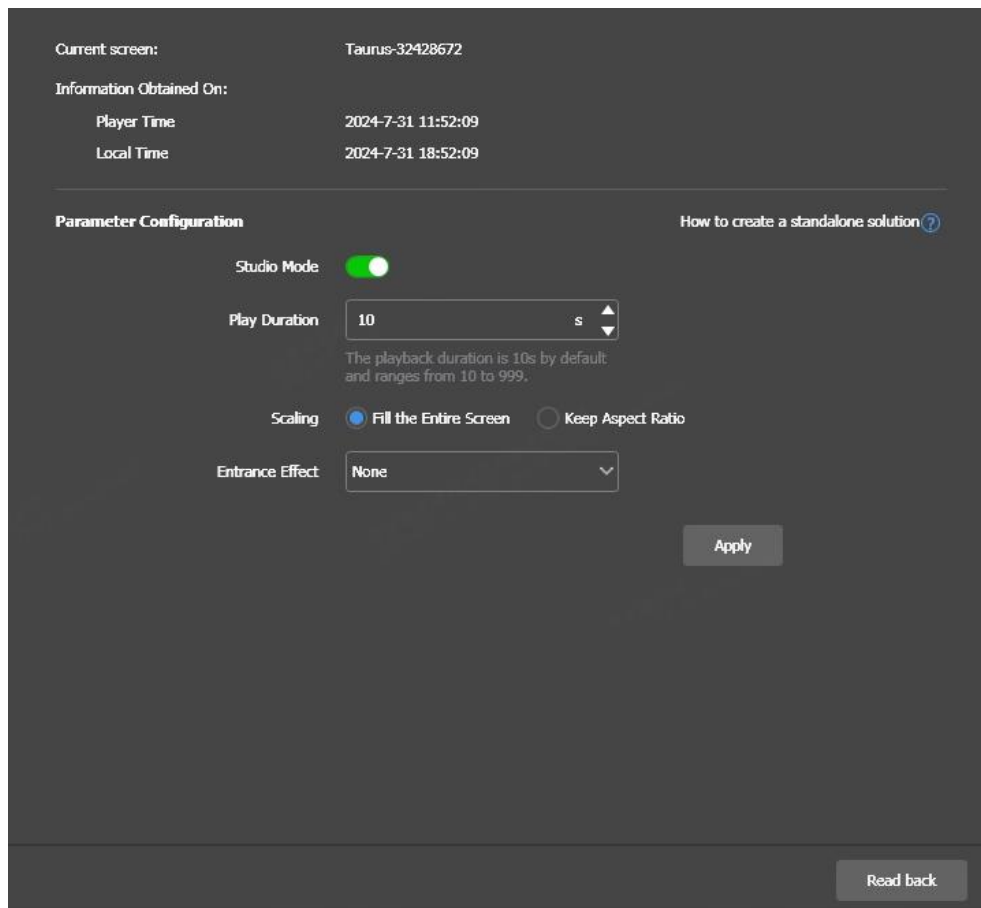 Current screen: Taurus-32428672
Information Obtained On:
Player Time 2024-7-31 11:52:09
Local Time 2024-7-31 18:52:09
Parameter Configuration How to create a standalone solution ?
Studio Mode
Play Duration 10 s
The playback duration is 10s by default
and ranges from 10 to 999.
Scaling Fill the Entire Screen Keep Aspect Ratio
Entrance Effect None
Apply
Read back